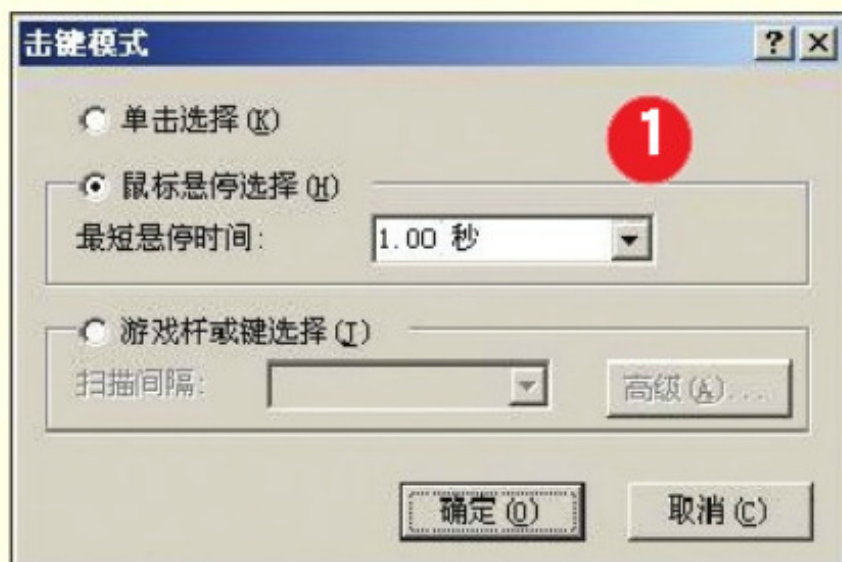 击键模式
单击选择(K)
1
鼠标悬停选择(H)
最短悬停时间: 1.00 秒
游戏杆或键选择(J)
扫描间隔: 高级(A)...
确定(O) 取消(C)